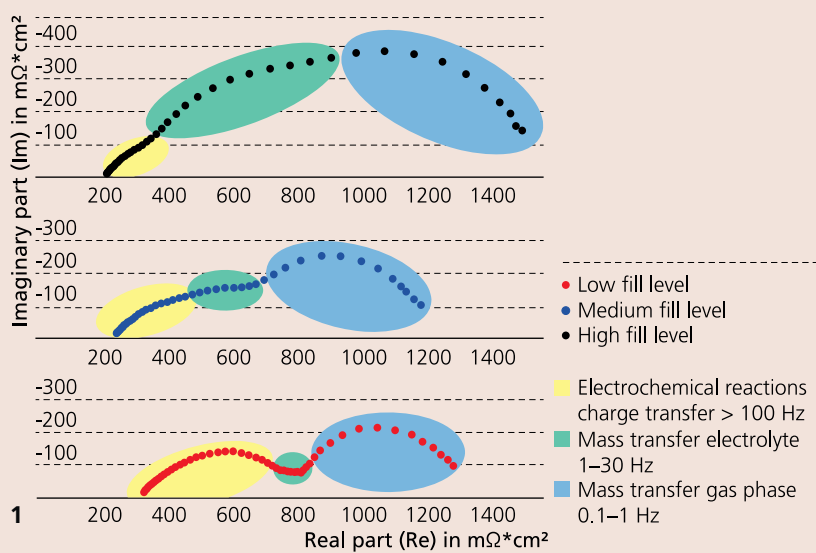 Imaginary part (Im) in mΩ*cm²
-400
-300
-200
-100
200 400 600 800 1000 1200 1400
-300
-200
-100
200 400 600 800 1000 1200 1400
-300
-200
-100
200 400 600 800 1000 1200 1400
Real part (Re) in mΩ*cm²
1
Low fill level
Medium fill level
High fill level
Electrochemical reactions
charge transfer > 100 Hz
Mass transfer electrolyte
1–30 Hz
Mass transfer gas phase
0.1–1 Hz